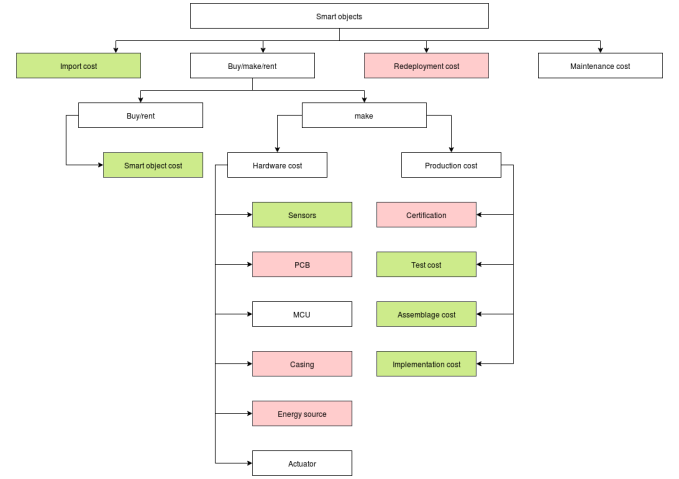 Smart objects
Import cost
Buy/make/rent
Redeployment cost
Maintenance cost
Buy/rent
make
Smart object cost
Hardware cost
Production cost
Sensors
Certification
PCB
Test cost
MCU
Assemblage cost
Casing
Implementation cost
Energy source
Actuator